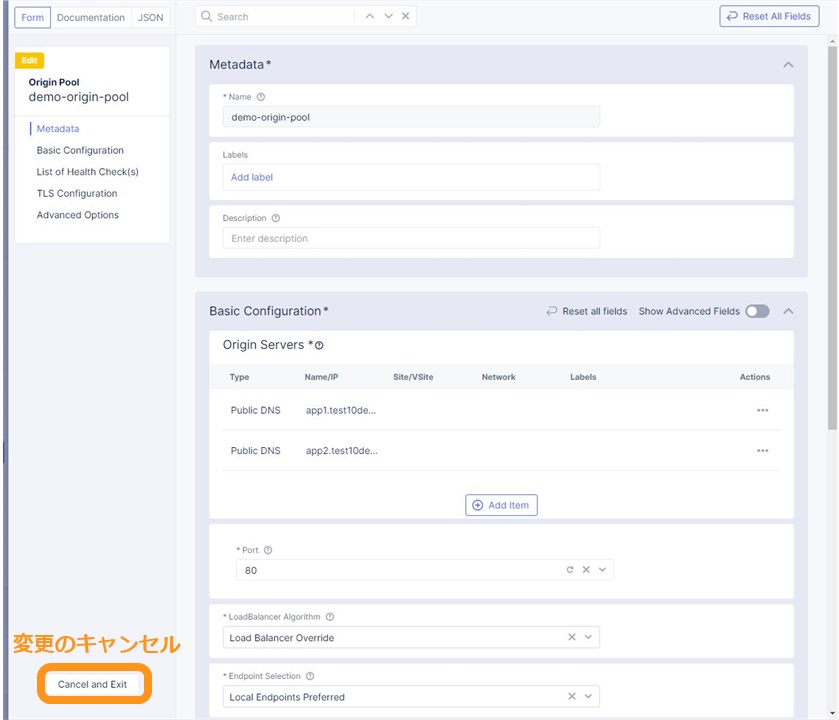 Form Documentation JSON
Search
Reset All Fields
Edit
Origin Pool
demo-origin-pool
Metadata
Basic Configuration
List of Health Check(s)
TLS Configuration
Advanced Options
変更のキャンセル
Cancel and Exit
Metadata*
* Name
demo-origin-pool
Labels
Add label
Description
Enter description
Basic Configuration* Reset all fields Show Advanced Fields
Origin Servers *
Type Name/IP Site/VSite Network Labels Actions
Public DNS app1.test10de...
Public DNS app2.test10de...
Add Item
* Port
80
* LoadBalancer Algorithm
Load Balancer Override
* Endpoint Selection
Local Endpoints Preferred